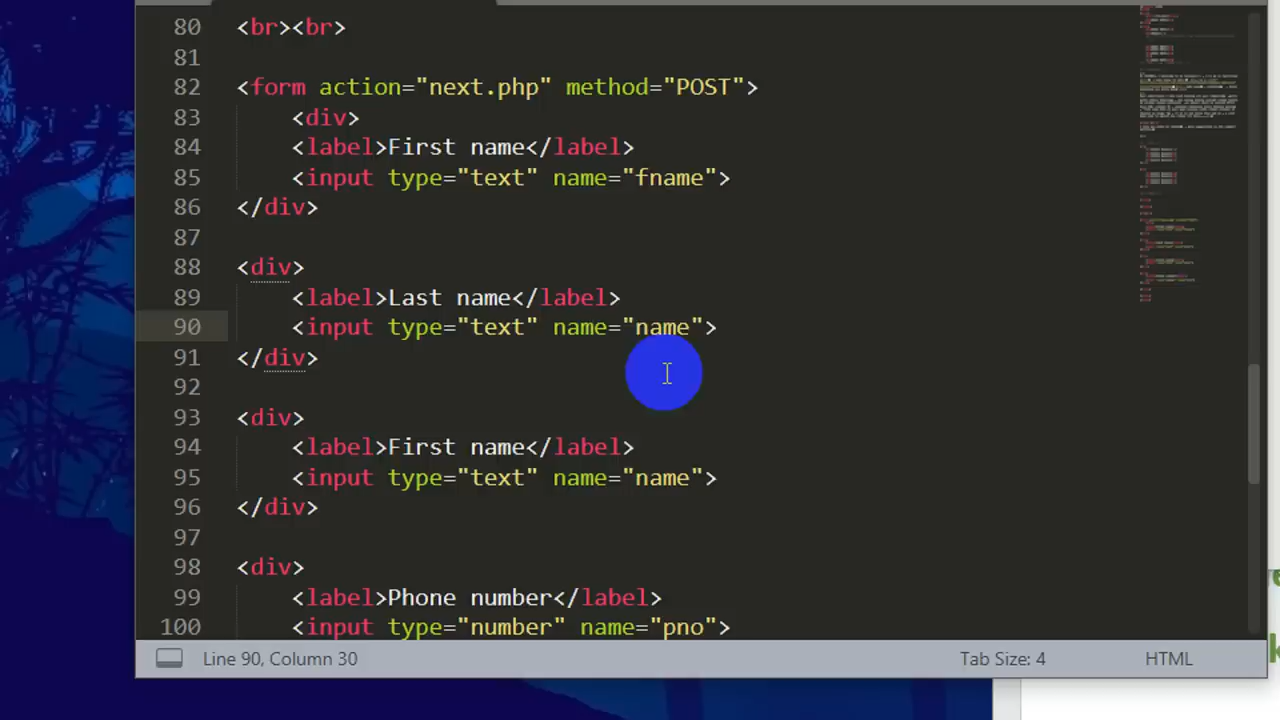 80 <br><br>
81
82 <form action="next.php" method="POST">
83 <div>
84 <label>First name</label>
85 <input type="text" name="fname">
86 </div>
87
88 <div>
89 <label>Last name</label>
90 <input type="text" name="name">
91 </div>
92
93 <div>
94 <label>First name</label>
95 <input type="text" name="name">
96 </div>
97
98 <div>
99 <label>Phone number</label>
100 <input type="number" name="pno">
Line 90, Column 30 Tab Size: 4 HTML